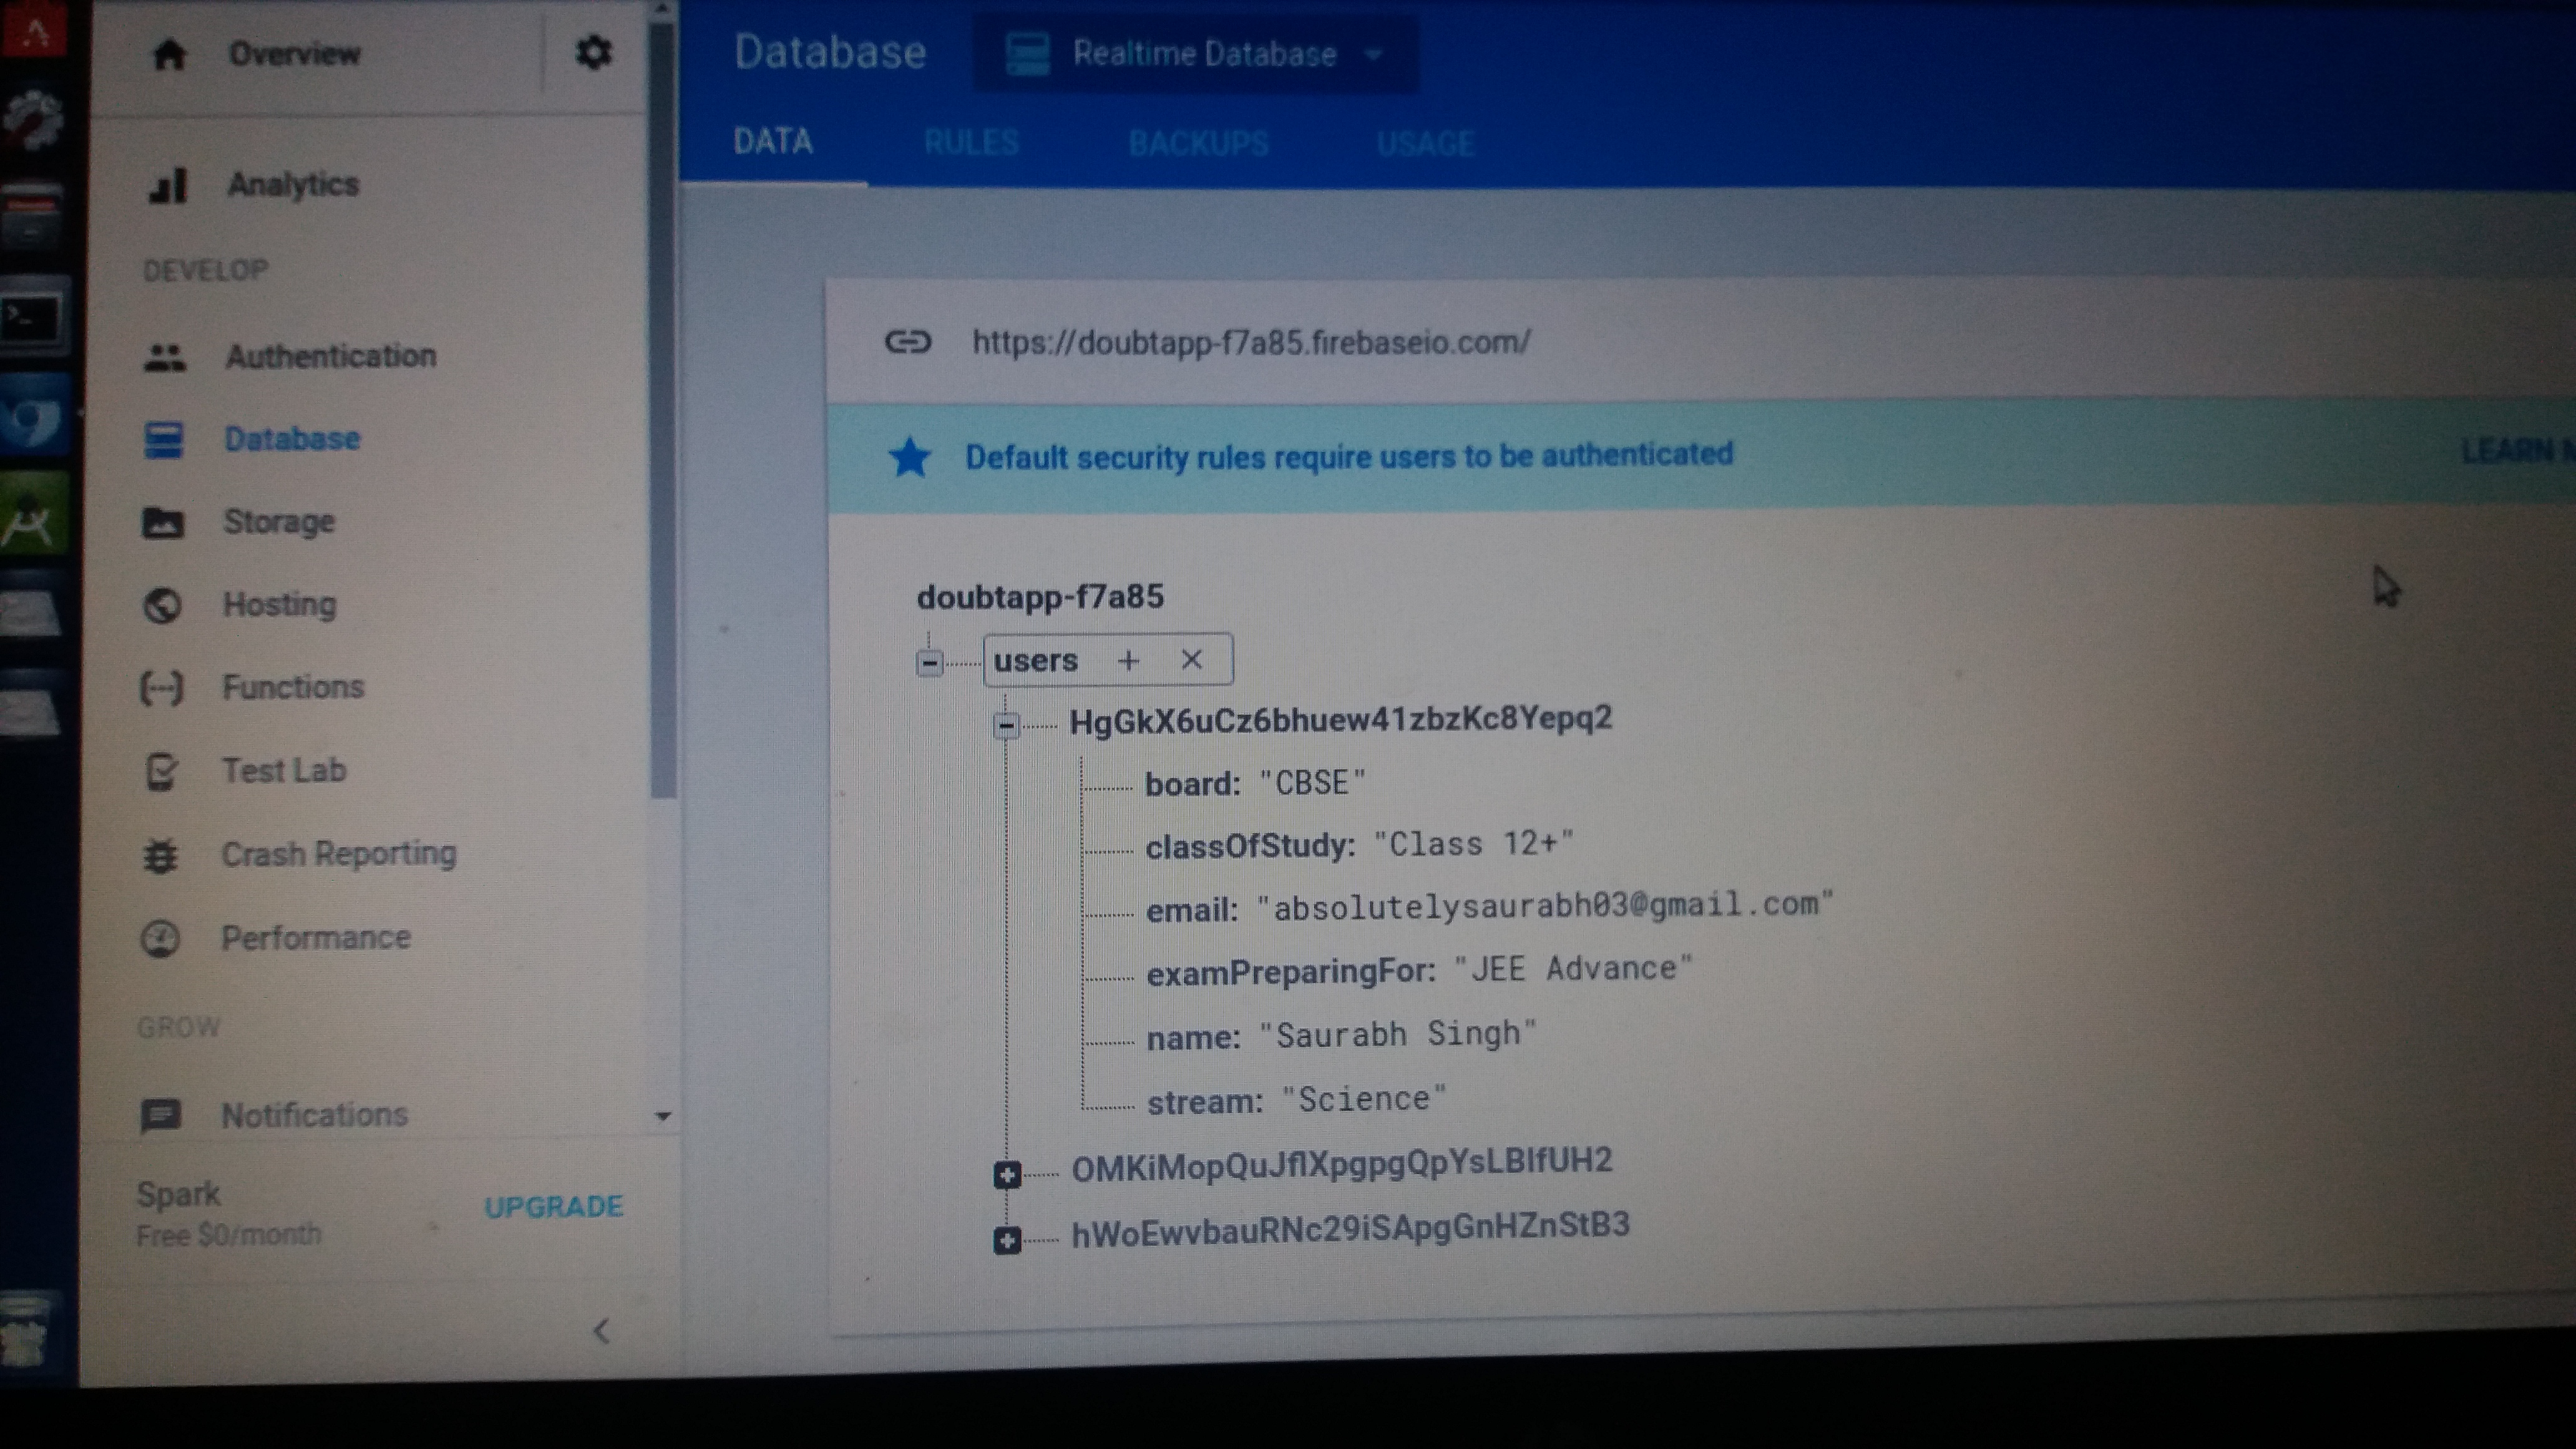 Overview
Analytics
DEVELOP
Authentication
Database
Storage
Hosting
Functions
Test Lab
Crash Reporting
Performance
GROW
Notifications
Spark
Free $0/month
UPGRADE
Database
Realtime Database
DATA RULES BACKUPS USAGE
https://doubtapp-f7a85.firebaseio.com/
Default security rules require users to be authenticated
LEARN
doubtapp-f7a85
users
HgGkX6uCz6bhuew41zbzKc8Yepq2
board: "CBSE"
classOfStudy: "Class 12+"
email: "absolutelysaurabh03@gmail.com"
examPreparingFor: "JEE Advance"
name: "Saurabh Singh"
stream: "Science"
OMKiMopQuJflXpgpgQpYsLBlfUH2
hWoEwvbauRNc29iSApgGnHZnStB3